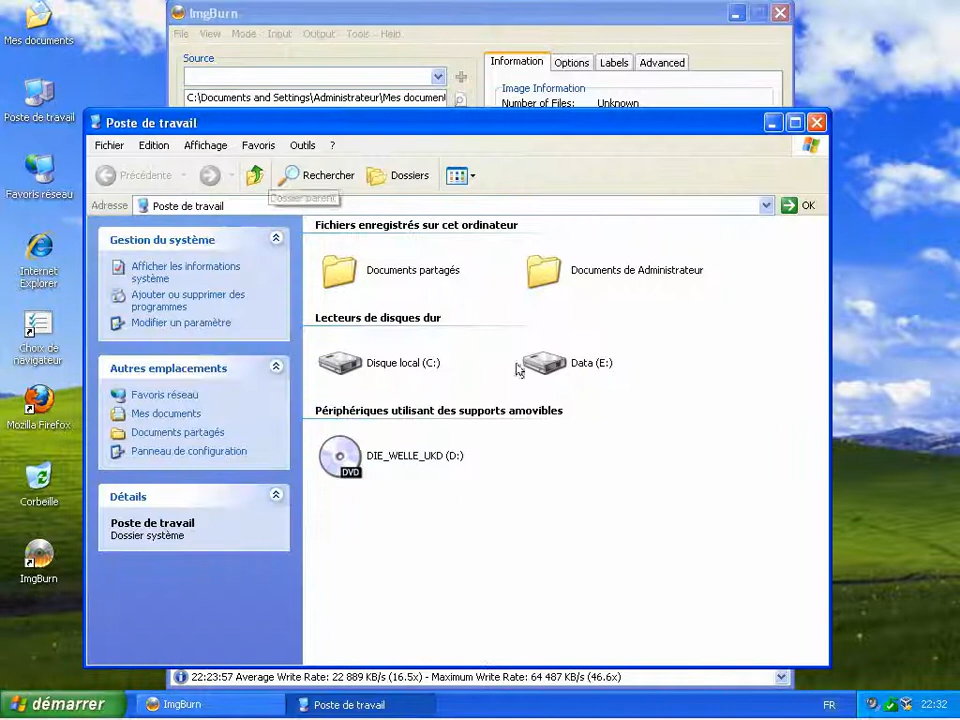 Mes documents
Poste de travail
Favoris réseau
Internet
Explorer
Choix de
navigateur
Mozilla Firefox
Corbeille
ImgBurn
ImgBurn
File View Mode Input Output Tools Help
Source
C:\Documents and Settings\Administrateur\Mes document
Information Options Labels Advanced
Image Information
Number of Files: Unknown
Poste de travail
Fichier Edition Affichage Favoris Outils ?
Précédente Rechercher Dossiers
Dossier parent
Adresse Poste de travail OK
Gestion du système
Afficher les informations
système
Ajouter ou supprimer des
programmes
Modifier un paramètre
Autres emplacements
Favoris réseau
Mes documents
Documents partagés
Panneau de configuration
Détails
Poste de travail
Dossier système
Fichiers enregistrés sur cet ordinateur
Documents partagés Documents de Administrateur
Lecteurs de disques dur
Disque local (C:) Data (E:)
Périphériques utilisant des supports amovibles
DVD
DIE_WELLE_UKD (D:)
22:23:57 Average Write Rate: 22 889 KB/s (16.5x) - Maximum Write Rate: 64 487 KB/s (46.6x)
démarrer ImgBurn Poste de travail FR 22:32